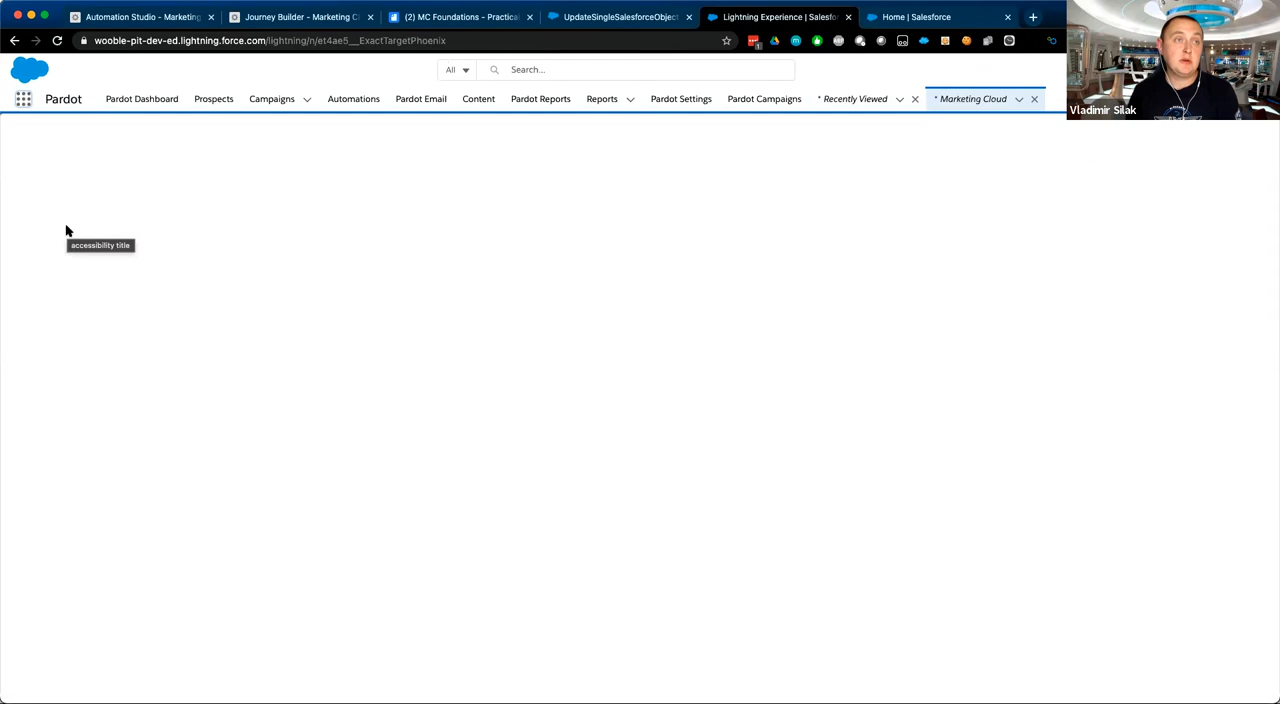 Automation Studio - Marketing
Journey Builder - Marketing Cl
(2) MC Foundations - Practical
UpdateSingleSalesforceObject
Lightning Experience | Salesfor
Home | Salesforce
wooble-pit-dev-ed.lightning.force.com/lightning/n/et4ae5__ExactTargetPhoenix
All
Search...
Pardot
Pardot Dashboard
Prospects
Campaigns
Automations
Pardot Email
Content
Pardot Reports
Reports
Pardot Settings
Pardot Campaigns
* Recently Viewed
* Marketing Cloud
Vladimir Silak
accessibility title